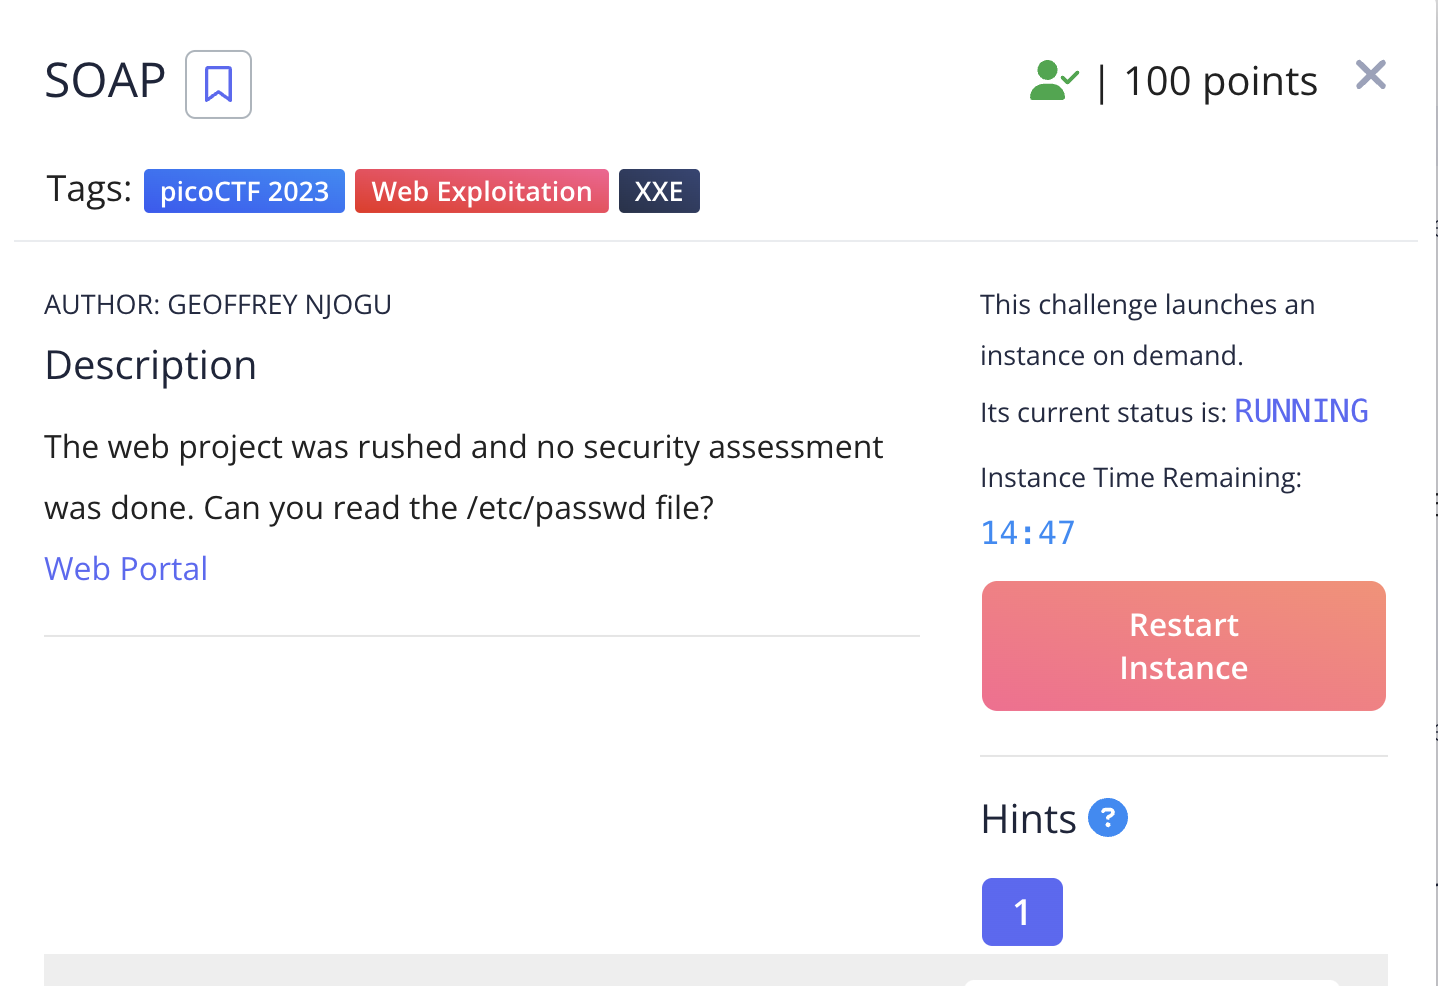 SOAP
| 100 points
Tags: picoCTF 2023 Web Exploitation XXE
AUTHOR: GEOFFREY NJOGU
Description
The web project was rushed and no security assessment
was done. Can you read the /etc/passwd file?
Web Portal
This challenge launches an
instance on demand.
Its current status is: RUNNING
Instance Time Remaining:
14:47
Restart
Instance
Hints ?
1